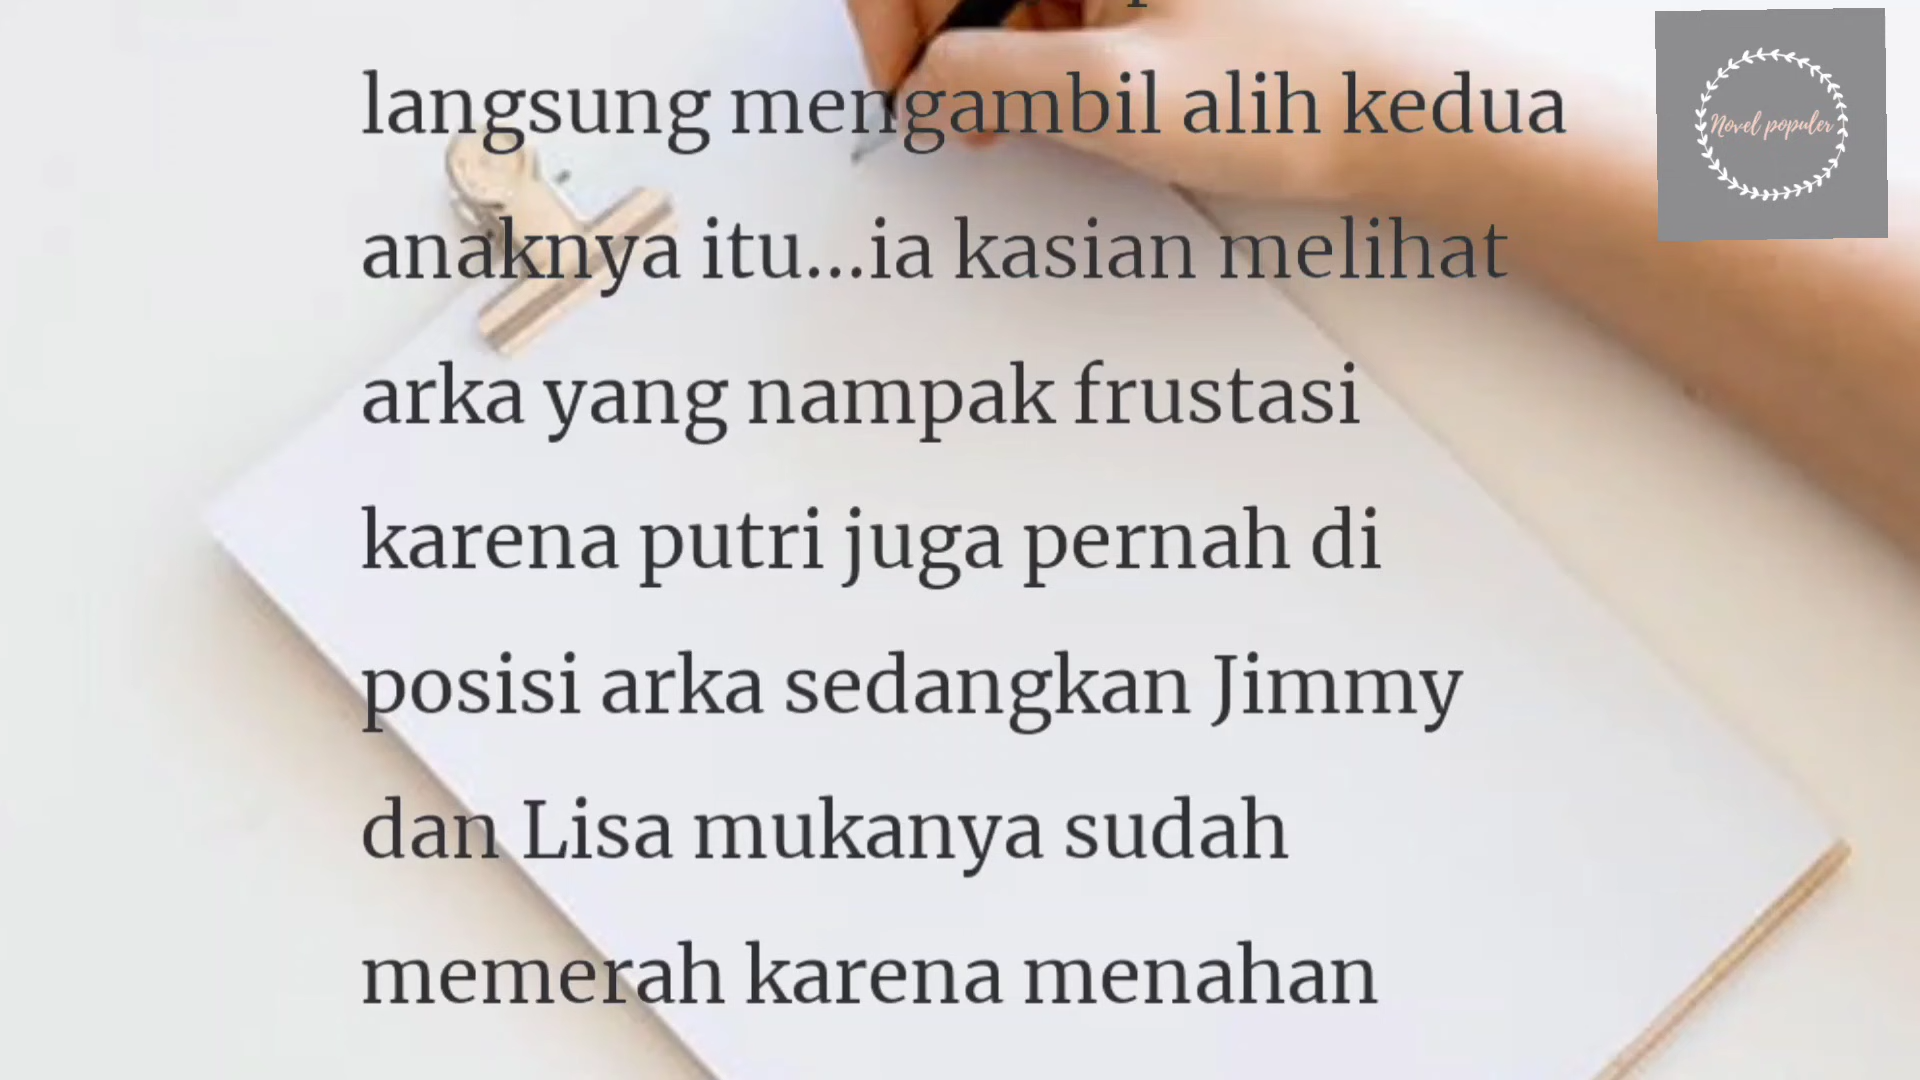 langsung mengambil alih kedua
anaknya itu...ia kasian melihat
arka yang nampak frustasi
karena putri juga pernah di
posisi arka sedangkan Jimmy
dan Lisa mukanya sudah
memerah karena menahan
Novel populer